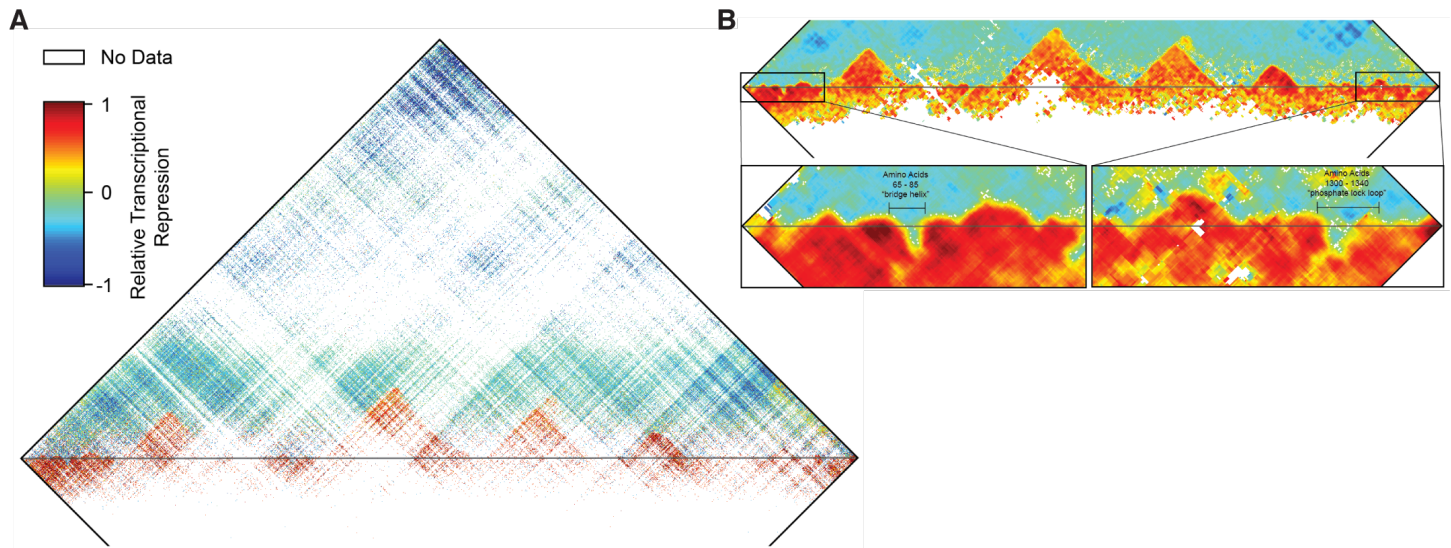 A
No Data
1
0
-1
Relative Transcriptional
Repression
B
Amino Acids
65 - 85
"bridge helix"
Amino Acids
1300 - 1340
"phosphate lock loop"